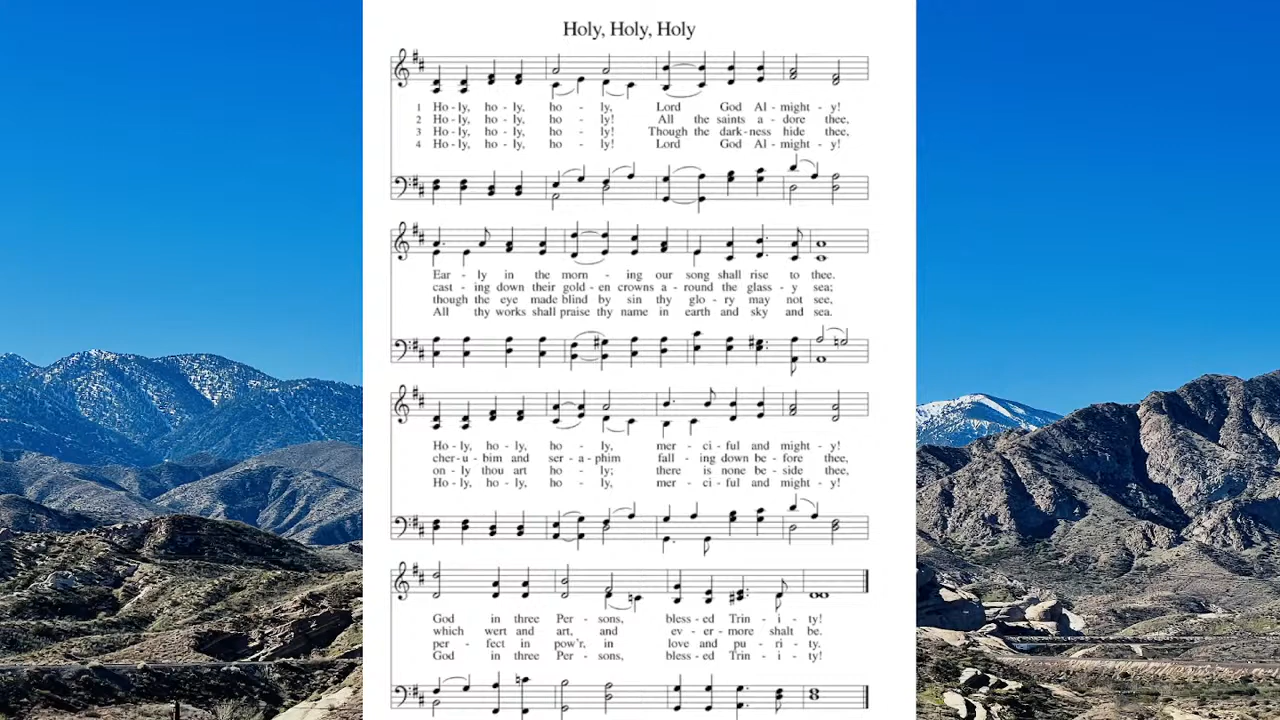 Holy, Holy, Holy
1 Ho - ly, ho - ly, ho - ly, Lord God Al - might - y!
2 Ho - ly, ho - ly, ho - ly! All the saints a - dore thee,
3 Ho - ly, ho - ly, ho - ly! Though the dark - ness hide thee,
4 Ho - ly, ho - ly, ho - ly! Lord God Al - might - y!
Ear - ly in the morn - ing our song shall rise to thee.
cast - ing down their gold - en crowns a - round the glass - y sea;
though the eye made blind by sin thy glo - ry may not see,
All thy works shall praise thy name in earth and sky and sea.
Ho - ly, ho - ly, ho - ly, mer - ci - ful and might - y!
cher - u - bim and ser - a - phim fall - ing down be - fore thee,
on - ly thou art ho - ly; there is none be - side thee,
Ho - ly, ho - ly, ho - ly, mer - ci - ful and might - y!
God in three Per - sons, bless - ed Trin - i - ty!
which wert and art, and ev - er - more shalt be.
per - fect in pow'r, in love and pu - ri - ty.
God in three Per - sons, bless - ed Trin - i - ty!